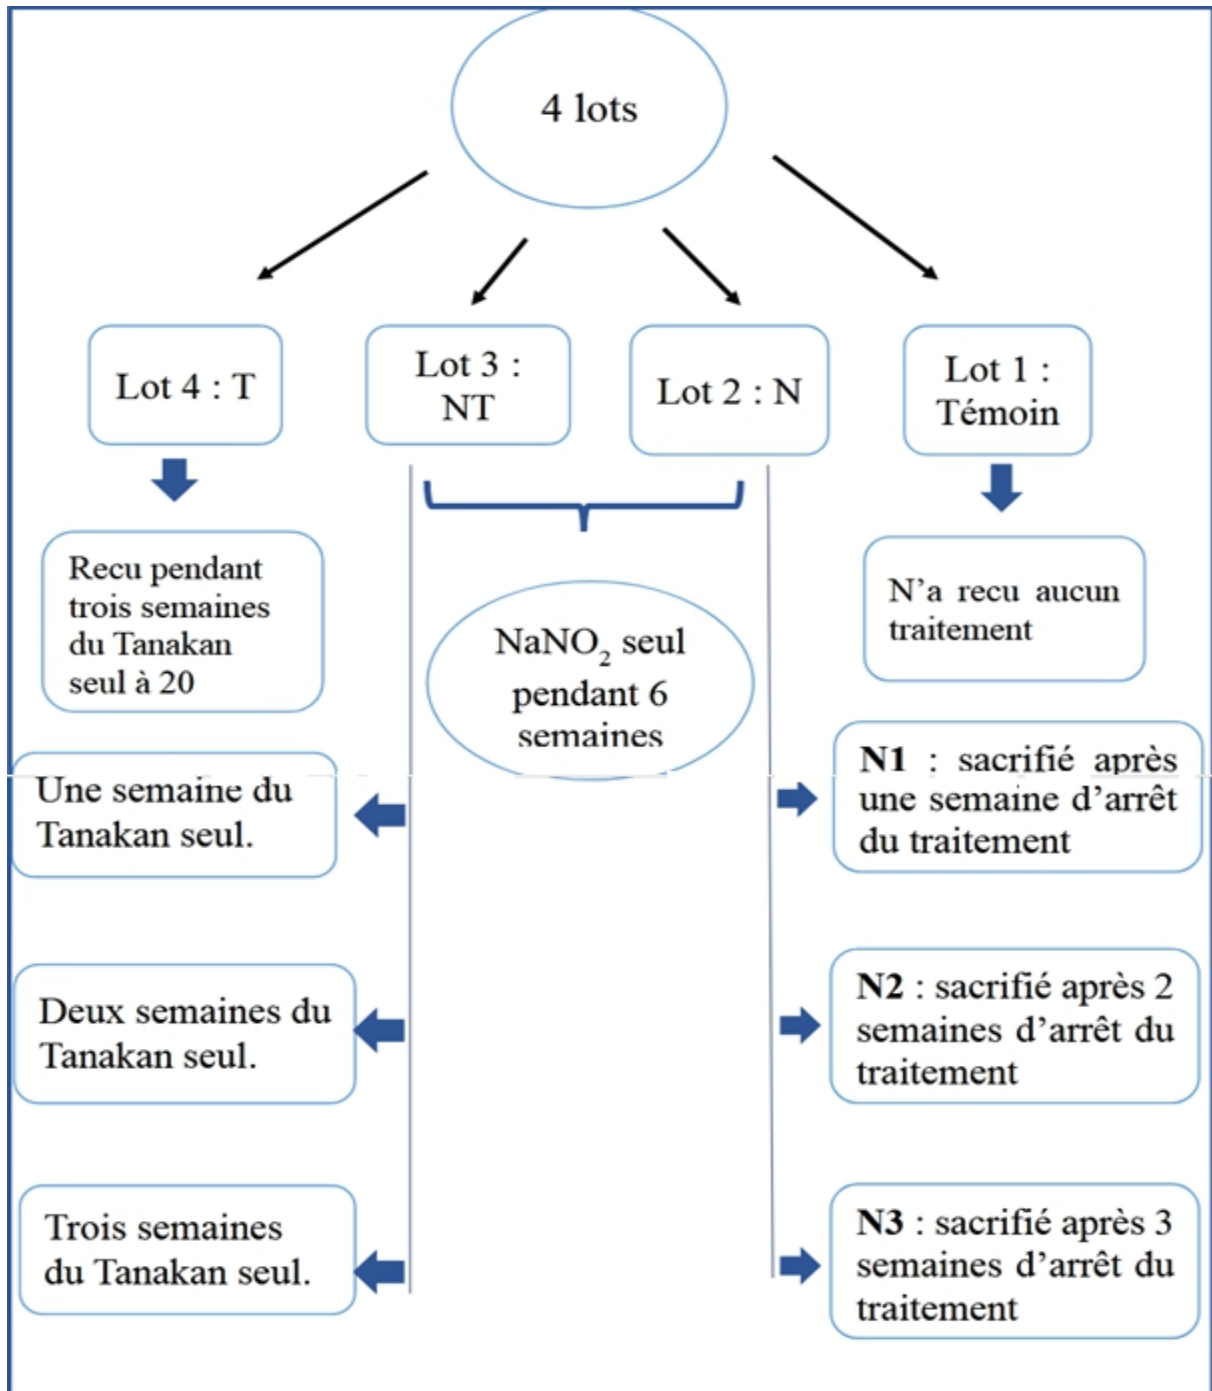 4 lots
Lot 4 : T
Lot 3 :
NT
Lot 2 : N
Lot 1 :
Témoin
Recu pendant
trois semaines
du Tanakan
seul à 20
NaNO₂ seul
pendant 6
semaines
N’a recu aucun
traitement
Une semaine du
Tanakan seul.
N1 : sacrifié après
une semaine d’arrêt
du traitement
Deux semaines du
Tanakan seul.
N2 : sacrifié après 2
semaines d’arrêt du
traitement
Trois semaines
du Tanakan seul.
N3 : sacrifié après 3
semaines d’arrêt du
traitement